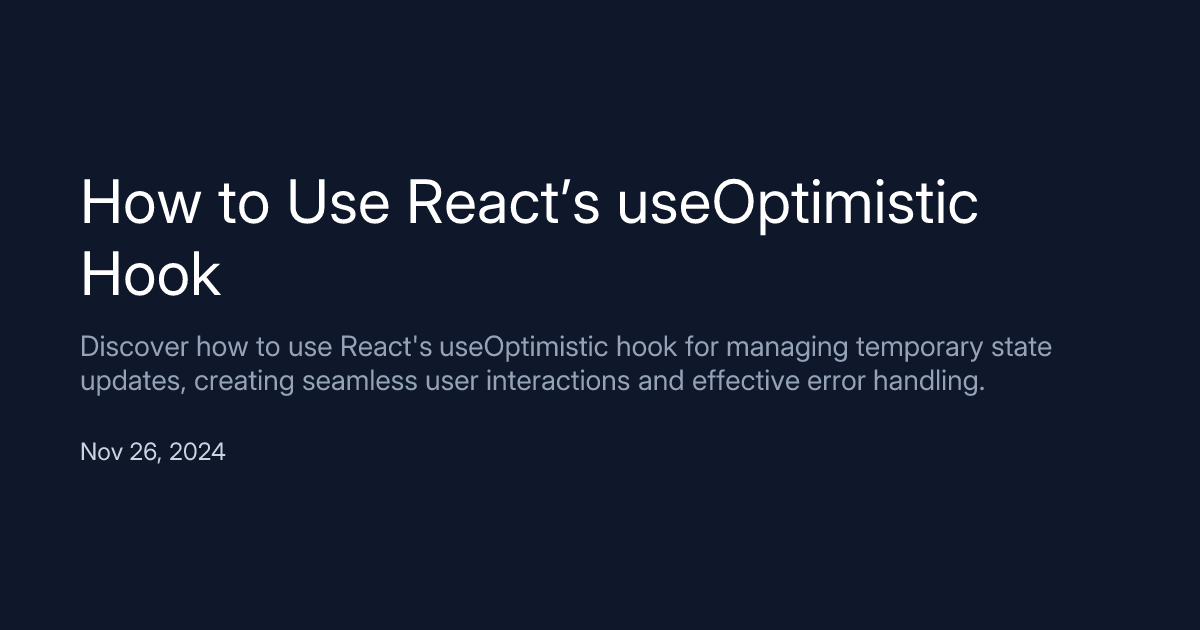 How to Use React’s useOptimistic
Hook
Discover how to use React's useOptimistic hook for managing temporary state
updates, creating seamless user interactions and effective error handling.
Nov 26, 2024